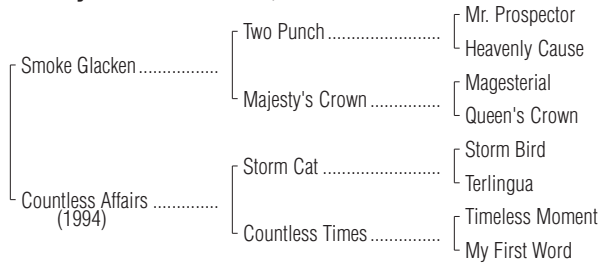 Mr. Prospector
Two Punch.......................
Heavenly Cause
Smoke Glacken................
Magesterial
Majesty's Crown ..............
Queen's Crown
Storm Bird
Storm Cat ........................
Terlingua
Countless Affairs ..............
(1994)
Timeless Moment
Countless Times..............
My First Word